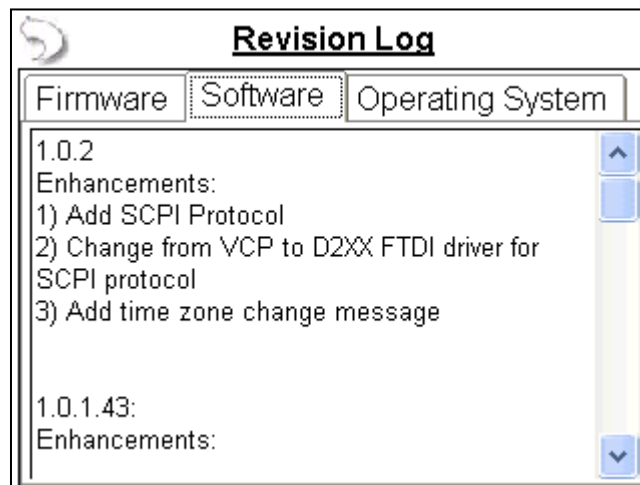 Revision Log
Firmware Software Operating System
1.0.2
Enhancements:
1) Add SCPI Protocol
2) Change from VCP to D2XX FTDI driver for
SCPI protocol
3) Add time zone change message
1.0.1.43:
Enhancements: